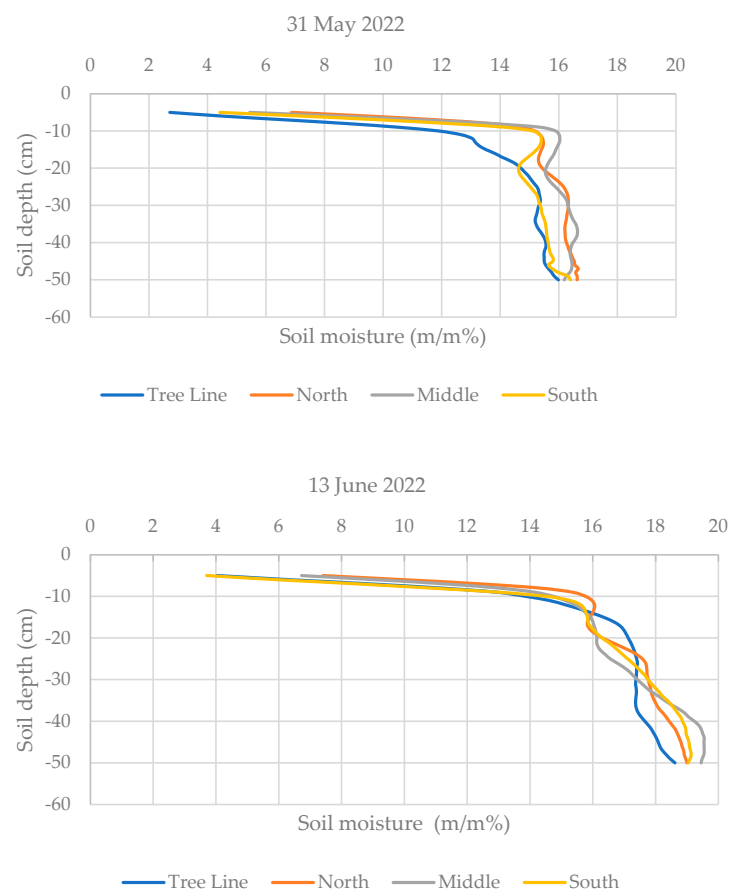 31 May 2022
0 2 4 6 8 10 12 14 16 18 20
0
-10
-20
-30
-40
-50
-60
Soil depth (cm)
Soil moisture (m/m%)
Tree Line North Middle South
13 June 2022
0 2 4 6 8 10 12 14 16 18 20
0
-10
-20
-30
-40
-50
-60
Soil depth (cm)
Soil moisture (m/m%)
Tree Line North Middle South